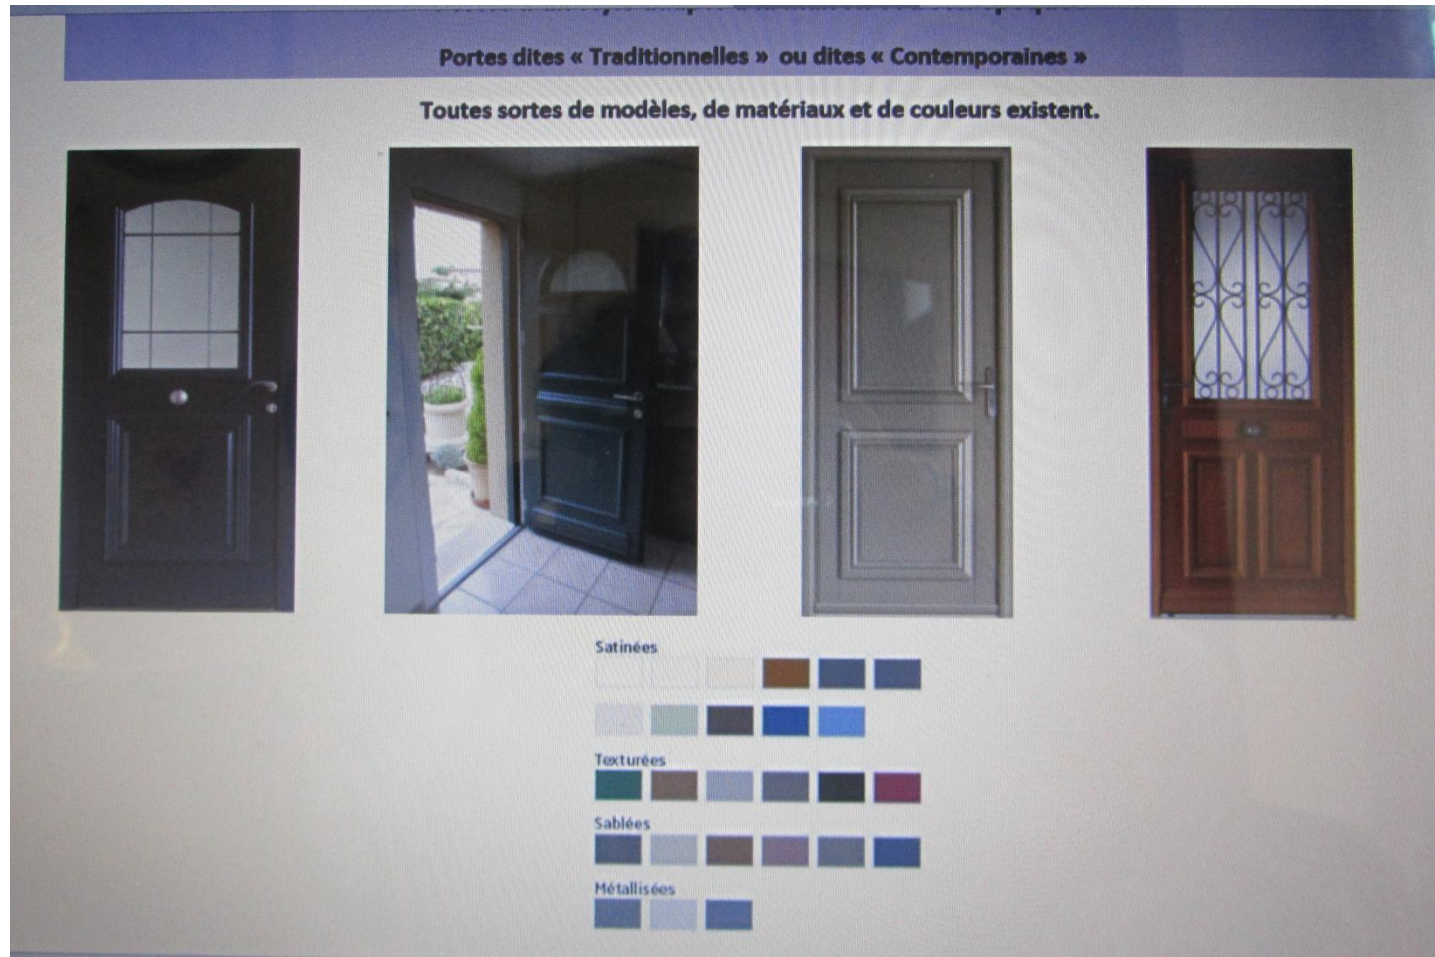 Portes dites « Traditionnelles » ou dites « Contemporaines »
Toutes sortes de modèles, de matériaux et de couleurs existent.
Satinées
Texturées
Sablées
Métallisées